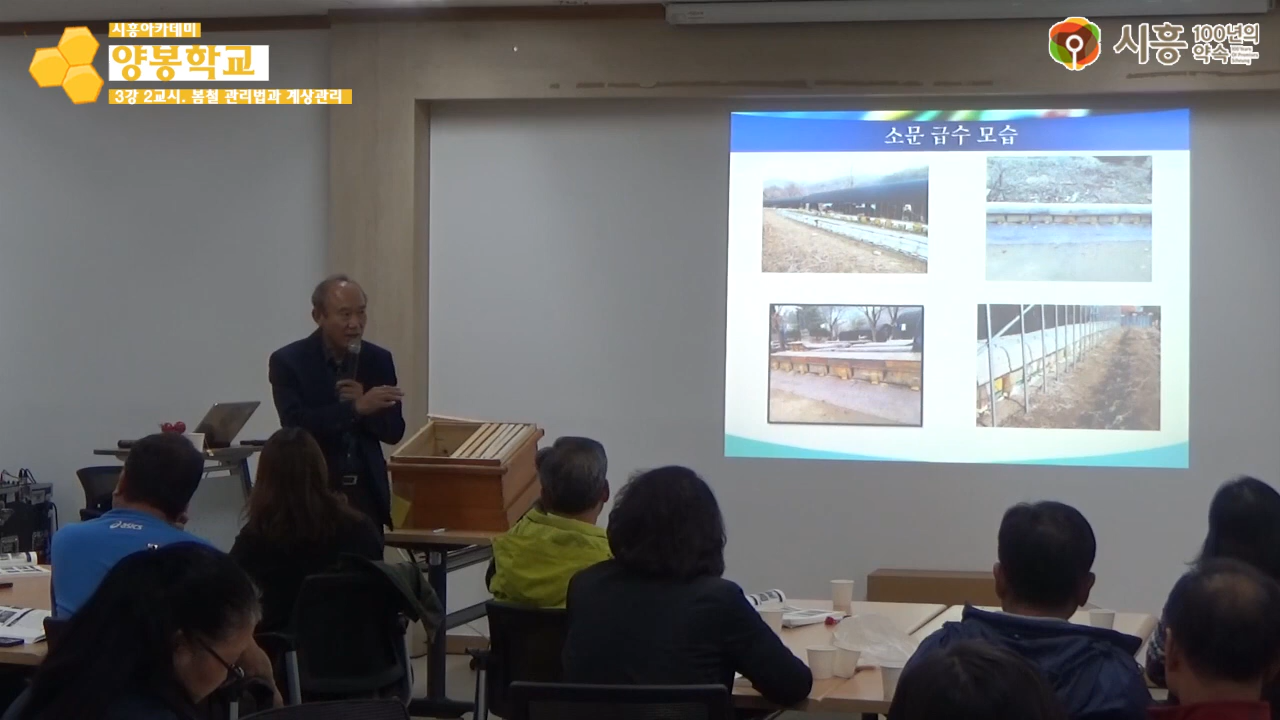 시흥아카데미
양봉학교
3강 2교시. 봄철 관리법과 계상관리
시흥
100년의
약속
소문 급수 모습
asics